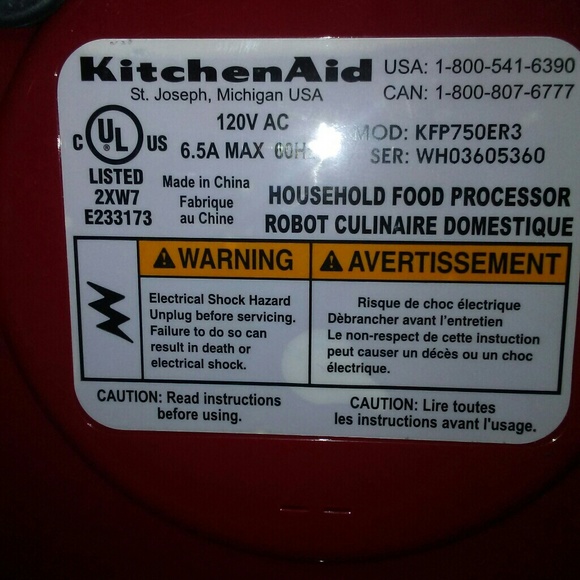 KitchenAid
USA: 1-800-541-6390
St. Joseph, Michigan USA
CAN: 1-800-807-6777
C UL ® US
LISTED
2XW7
E233173
120V AC
6.5A MAX 60Hz
MOD: KFP750ER3
SER: WH03605360
Made in China
Fabrique
au Chine
HOUSEHOLD FOOD PROCESSOR
ROBOT CULINAIRE DOMESTIQUE
WARNING
Electrical Shock Hazard
Unplug before servicing.
Failure to do so can
result in death or
electrical shock.
AVERTISSEMENT
Risque de choc électrique
Dèbrancher avant l'entretien
Le non-respect de cette instuction
peut causer un décès ou un choc
électrique.
CAUTION: Read instructions
before using.
CAUTION: Lire toutes
les instructions avant l'usage.